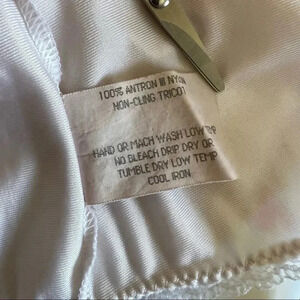 100% ANTRON III NYLON
NON-CLING TRICOT
HAND OR MACH WASH LOW
NO BLEACH DRIP DRY OR
TUMBLE DRY LOW TEMP
COOL IRON